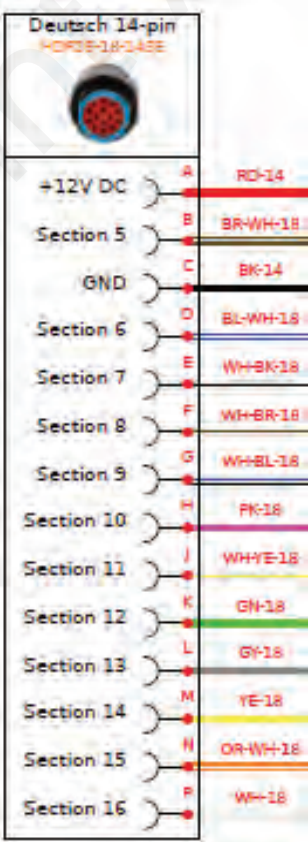 Deutsch 14-pin
+12V DC A RD-14
Section 5 B BR-WH-18
GND C BK-14
Section 6 D BL-WH-18
Section 7 E WH-BK-18
Section 8 F WH-BR-18
Section 9 G WH-BL-18
Section 10 H PK-18
Section 11 J WH-YE-18
Section 12 K GN-18
Section 13 L GY-18
Section 14 M YE-18
Section 15 N OR-WH-18
Section 16 P WH-18